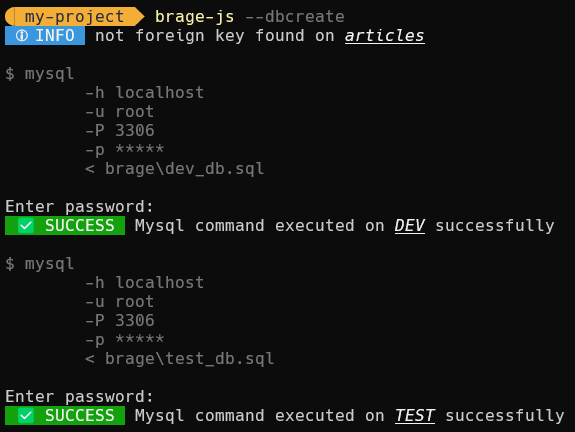 my-project brage-js --dbcreate
INFO not foreign key found on articles
$ mysql
-h localhost
-u root
-P 3306
-p *****
< brage\dev_db.sql
Enter password:
✅ SUCCESS Mysql command executed on DEV successfully
$ mysql
-h localhost
-u root
-P 3306
-p *****
< brage\test_db.sql
Enter password:
✅ SUCCESS Mysql command executed on TEST successfully